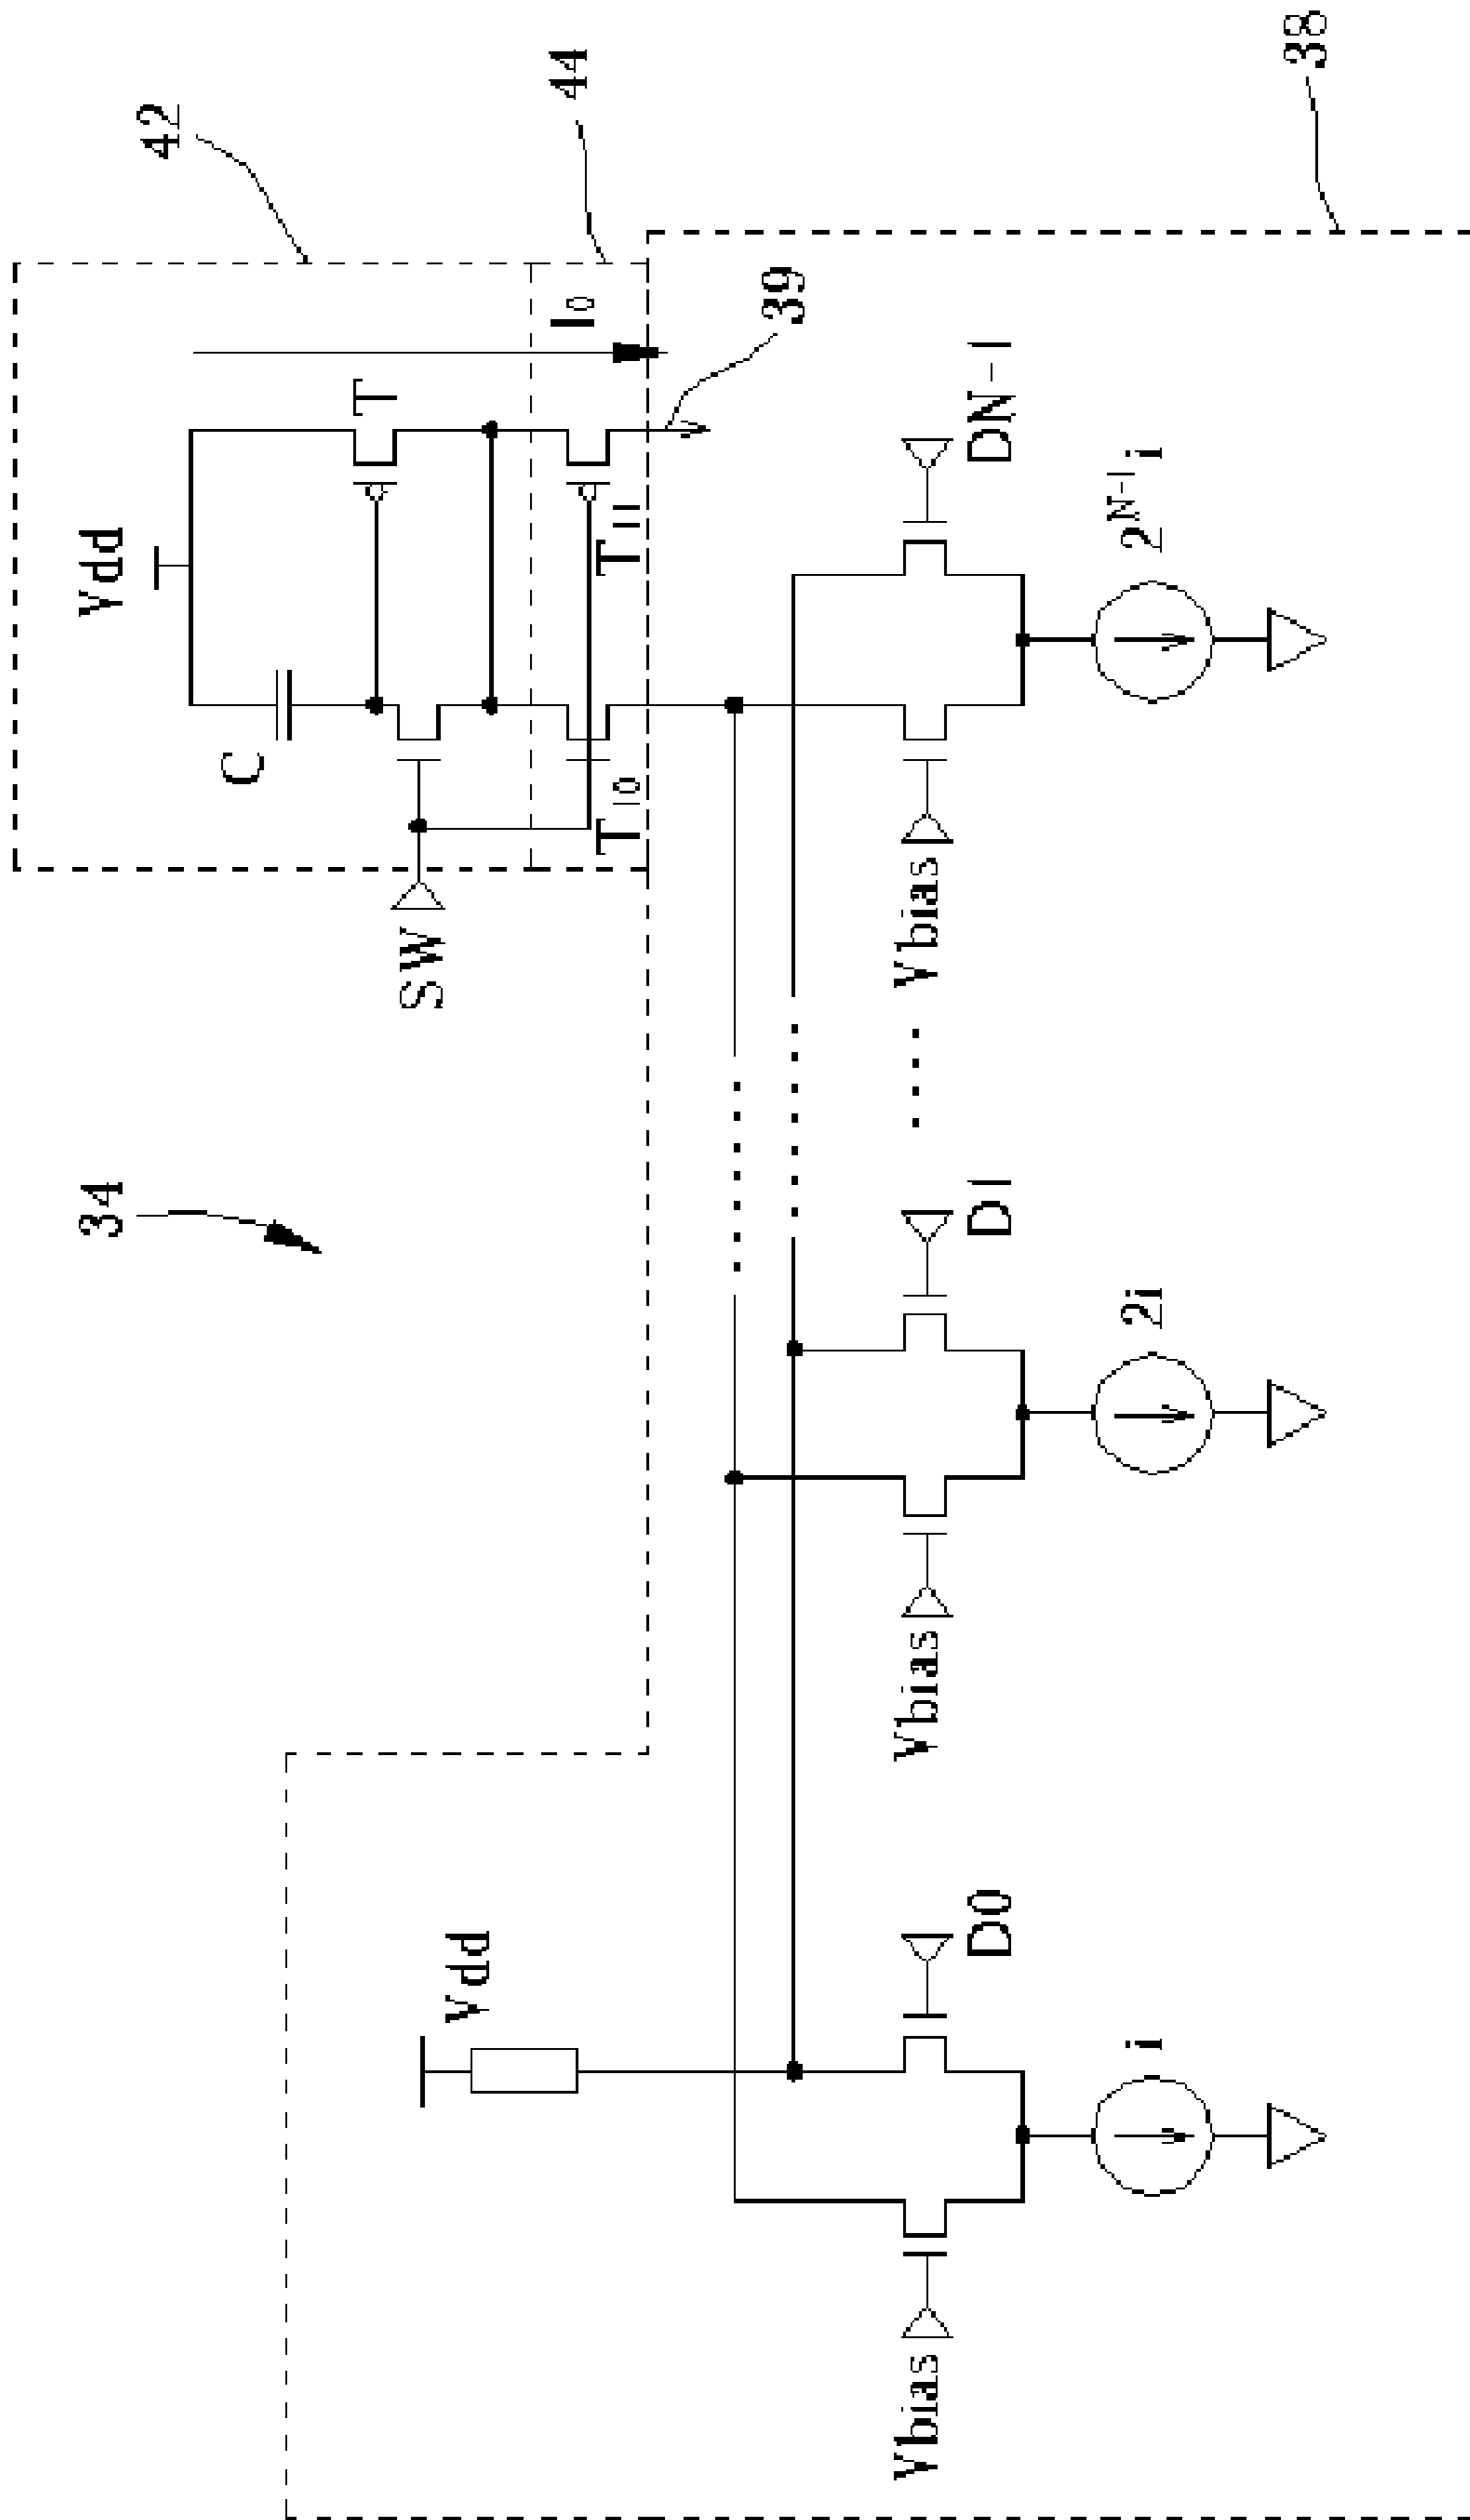 42
44
38
34
Vdd
C
T
I0
SW
T10
T11
39
Vdd
Vbias
D0
Vbias
D1
Vbias
DN-1
i
2i
2N-1i